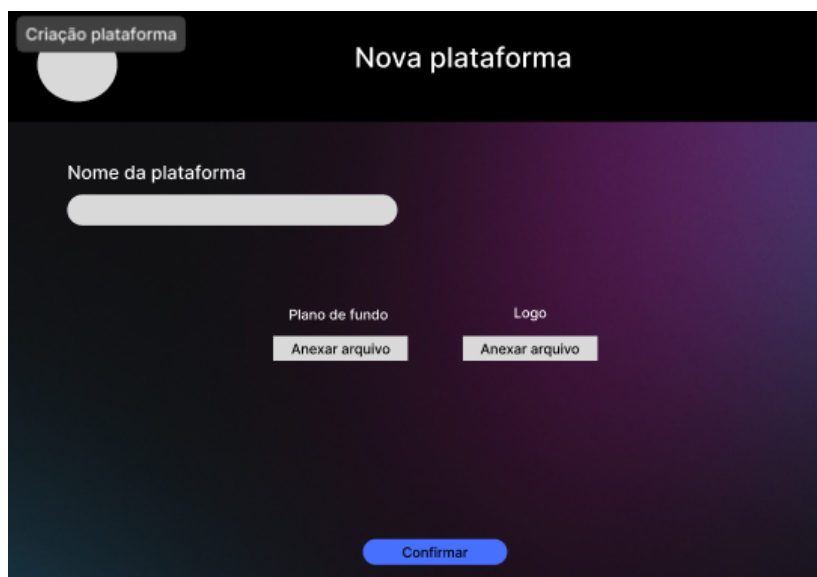 Criação plataforma
Nova plataforma
Nome da plataforma
Plano de fundo
Logo
Anexar arquivo
Anexar arquivo
Confirmar